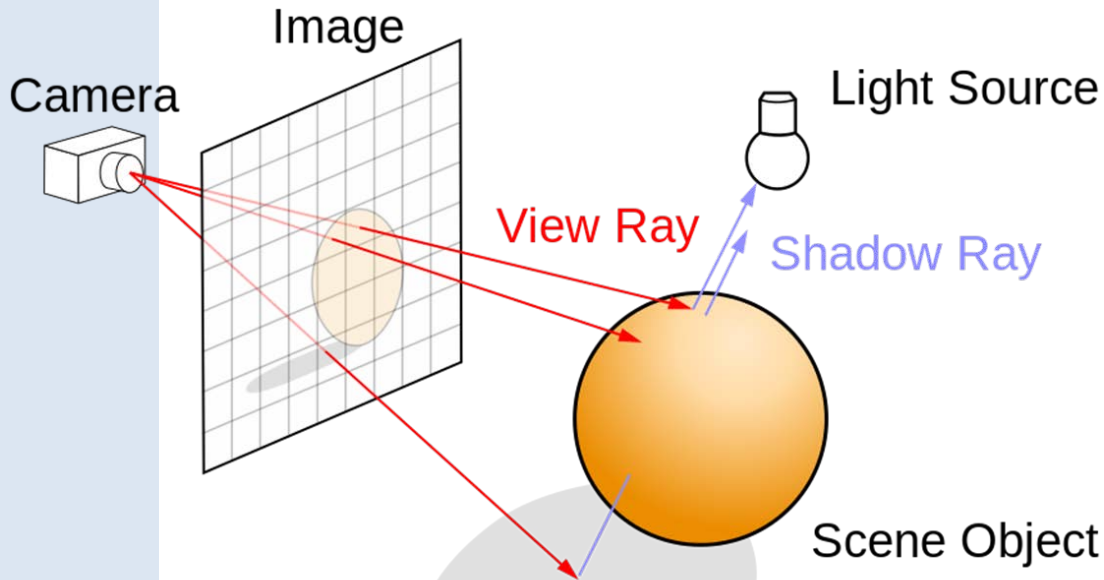 Image
Camera
Light Source
View Ray
Shadow Ray
Scene Object